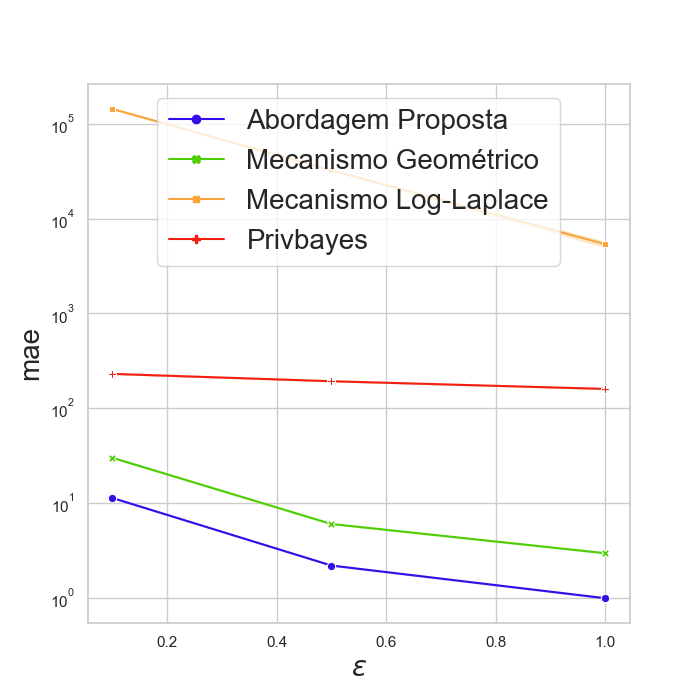 Abordagem Proposta
Mecanismo Geométrico
Mecanismo Log-Laplace
Privbayes
10^5
10^4
10^3
10^2
10^1
10^0
mae
0.2 0.4 0.6 0.8 1.0
ε